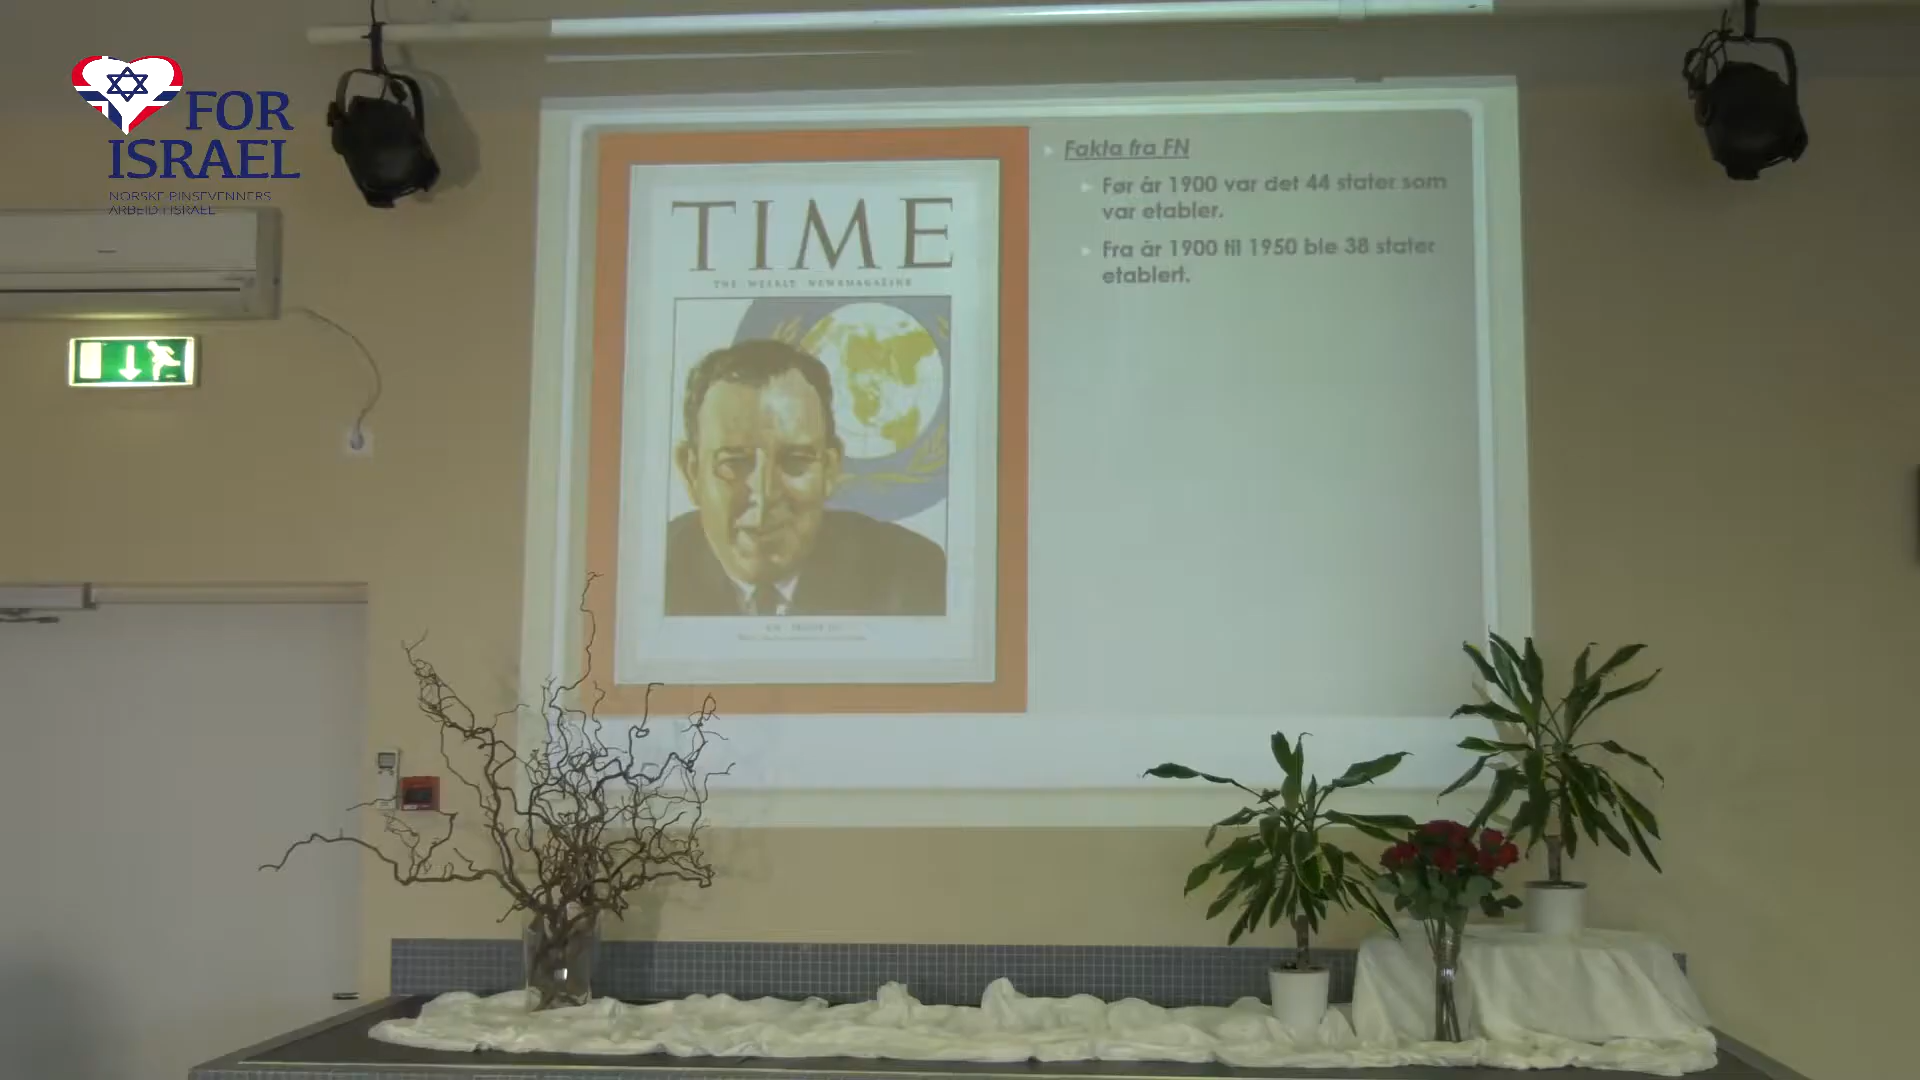 FOR
ISRAEL
NORSKE PINSEVENNERS
ARBEID I ISRAEL
TIME
THE WEEKLY NEWSMAGAZINE
Fakta fra FN
Før år 1900 var det 44 stater som
var etabler.
Fra år 1900 til 1950 ble 38 stater
etablert.